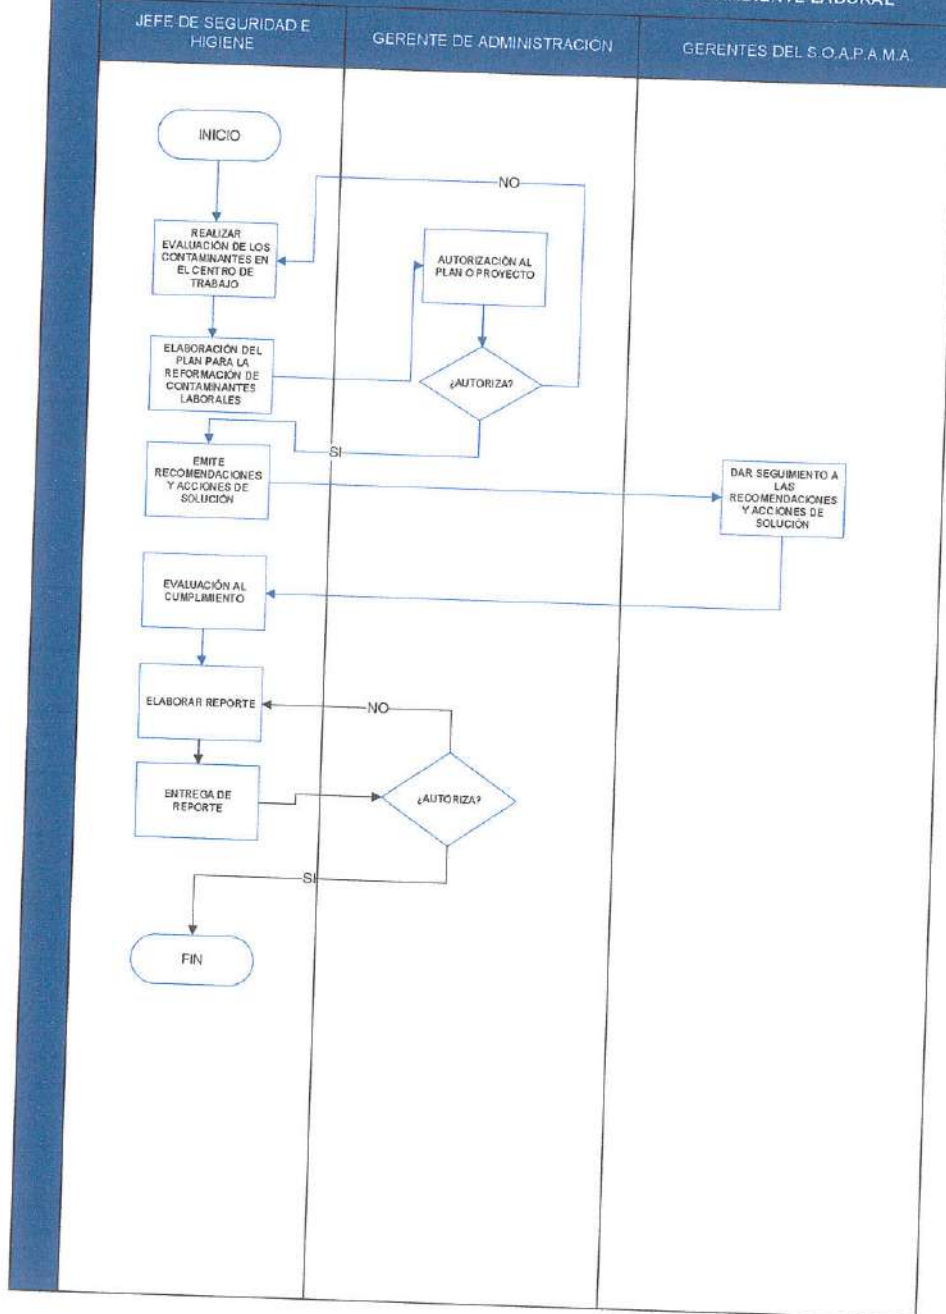 LABORAL
JEFE DE SEGURIDAD E
HIGIENE
GERENTE DE ADMINISTRACIÓN
GERENTES DEL S.O.A.P.A.M.A.
INICIO
NO
REALIZAR
EVALUACIÓN DE LOS
CONTAMINANTES EN
EL CENTRO DE
TRABAJO
AUTORIZACIÓN AL
PLAN O PROYECTO
ELABORACIÓN DEL
PLAN PARA LA
REFORMACIÓN DE
CONTAMINANTES
LABORALES
¿AUTORIZA?
SI
EMITE
RECOMENDACIONES
Y ACCIONES DE
SOLUCIÓN
DAR SEGUIMIENTO A
LAS
RECOMENDACIONES
Y ACCIONES DE
SOLUCIÓN
EVALUACIÓN AL
CUMPLIMIENTO
ELABORAR REPORTE
NO
ENTREGA DE
REPORTE
¿AUTORIZA?
SI
FIN